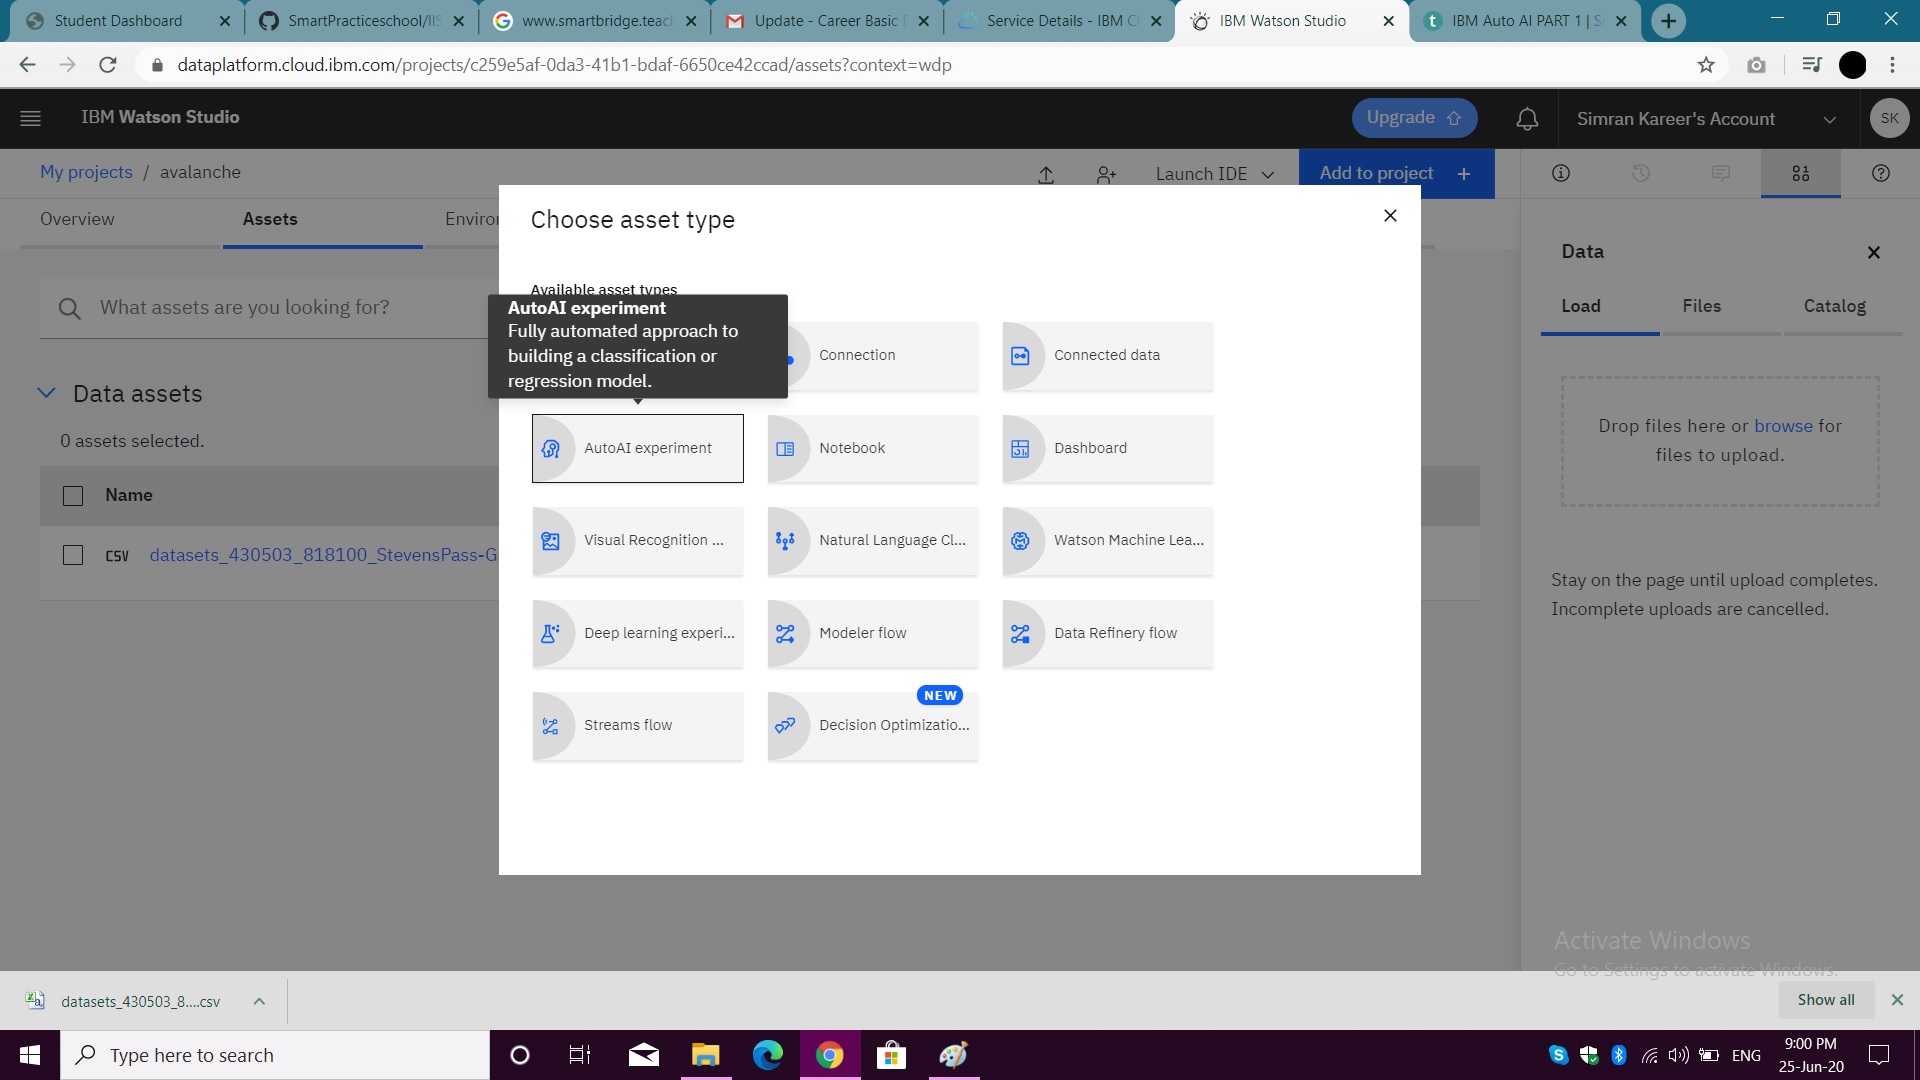 Student Dashboard
SmartPracticeschool/IIS
www.smartbridge.teach
Update - Career Basic
Service Details - IBM Cl
IBM Watson Studio
IBM Auto AI PART 1 | S
dataplatform.cloud.ibm.com/projects/c259e5af-0da3-41b1-bdaf-6650ce42ccad/assets?context=wdp
IBM Watson Studio
Upgrade
Simran Kareer's Account
SK
My projects / avalanche
Launch IDE
Add to project +
Overview
Assets
Environ
Choose asset type
Data
Available asset types
Load
Files
Catalog
What assets are you looking for?
AutoAI experiment
Fully automated approach to
building a classification or
regression model.
Connection
Connected data
Data assets
0 assets selected.
AutoAI experiment
Notebook
Dashboard
Drop files here or browse for
files to upload.
Name
CSV datasets_430503_818100_StevensPass-G
Visual Recognition ...
Natural Language Cl...
Watson Machine Lea...
Stay on the page until upload completes.
Incomplete uploads are cancelled.
Deep learning experi...
Modeler flow
Data Refinery flow
NEW
Streams flow
Decision Optimizatio...
Activate Windows
Go to Settings to activate Windows.
datasets_430503_8....csv
Show all
Type here to search
ENG
9:00 PM
25-Jun-20